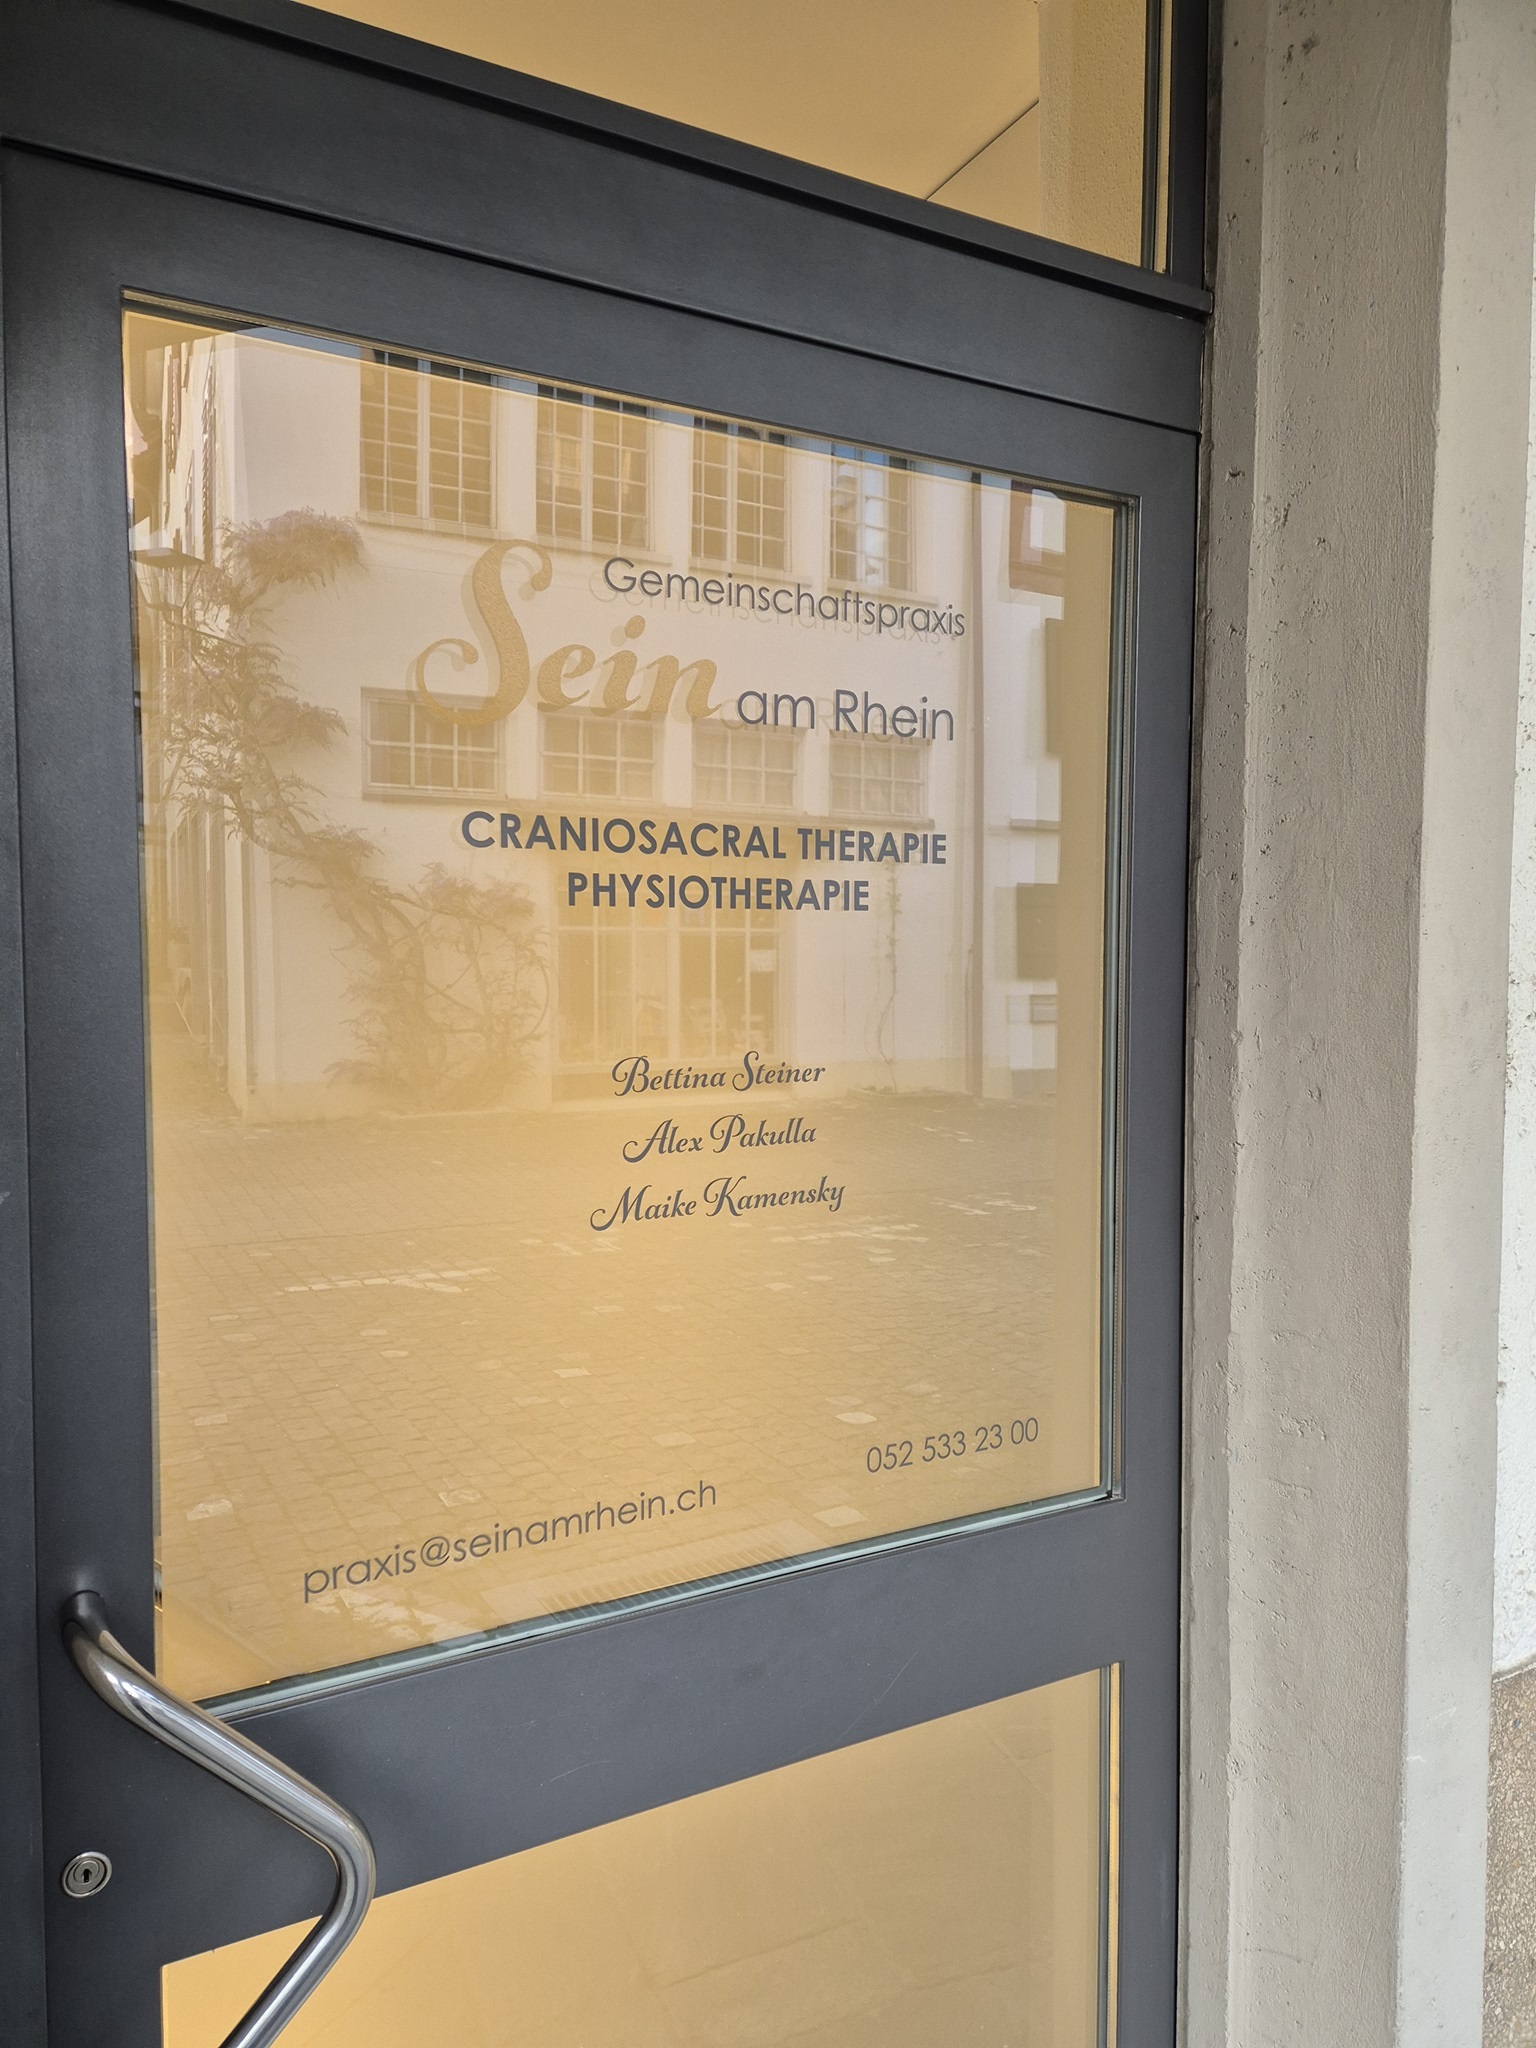 Gemeinschaftspraxis
Sein am Rhein
CRANIOSACRAL THERAPIE
PHYSIOTHERAPIE
Bettina Steiner
Alex Pakulla
Maike Kamensky
052 533 23 00
praxis@seinamrhein.ch